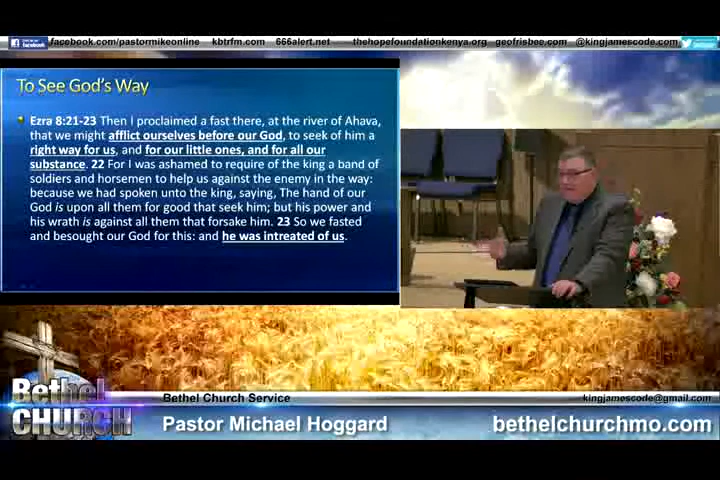 facebook facebook.com/pastormikeonline kbtrfm.com 666alert.net thehopefoundationkenya.org geofrisbee.com @kingjamescode.com twitter
To See God's Way
Ezra 8:21-23 Then I proclaimed a fast there, at the river of Ahava,
that we might afflict ourselves before our God, to seek of him a
right way for us, and for our little ones, and for all our
substance. 22 For I was ashamed to require of the king a band of
soldiers and horsemen to help us against the enemy in the way:
because we had spoken unto the king, saying, The hand of our
God is upon all them for good that seek him; but his power and
his wrath is against all them that forsake him. 23 So we fasted
and besought our God for this: and he was intreated of us.
Bethel
CHURCH
Bethel Church Service kingjamescode@gmail.com
Pastor Michael Hoggard bethelchurchmo.com